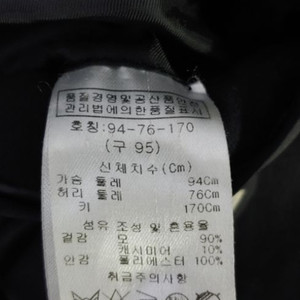 품질경영및공산품안전
관리법에의한품질표시
호칭:94-76-170
(구 95)
신체치수(Cm)
가슴 둘레 94Cm
허리 둘레 76Cm
키 170Cm
섬유 조성 및 혼용율
겉감 모 90%
캐시미어 10%
안감 폴리에스터 100%
취급주의사항